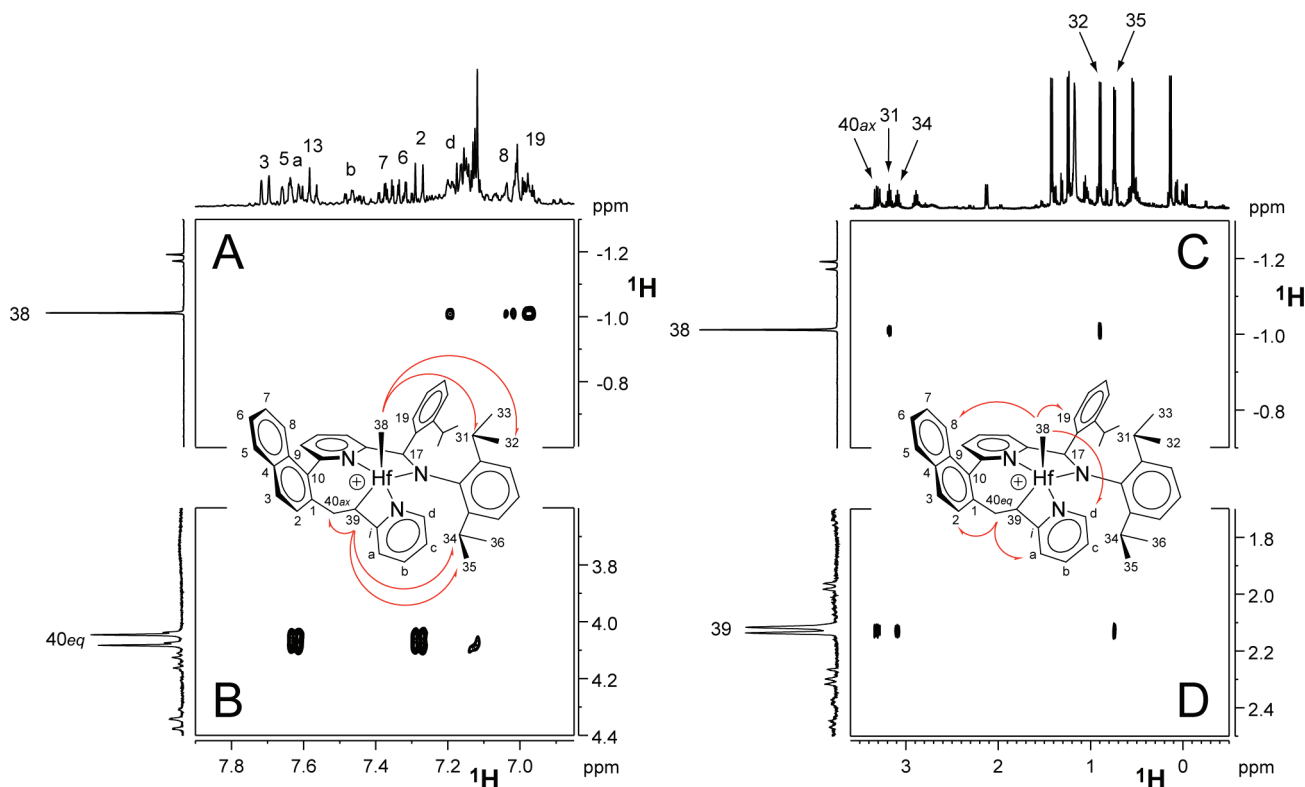 3 5 a 13 b 7 6 2 d 8 19
ppm
A
-1.2
¹H
-1.0
-0.8
38
7 6 8 5 9 4 10 3 2 1
38 19 33 31 32 17
N Hf N
⊕
40ax 39 N d
i c a b
34 36 35
B
3.8
4.0
4.2
4.4
40eq
7.8 7.6 7.4 7.2 7.0
¹H ppm
32 35
40ax 31 34
ppm
C
-1.2
¹H
-1.0
-0.8
38
7 6 8 5 9 4 10 3 2 1
38 19 33 31 32 17
N Hf N
⊕
40eq 39 N d
i c a b
34 36 35
D
1.8
2.0
2.2
2.4
39
3 2 1 0
¹H ppm